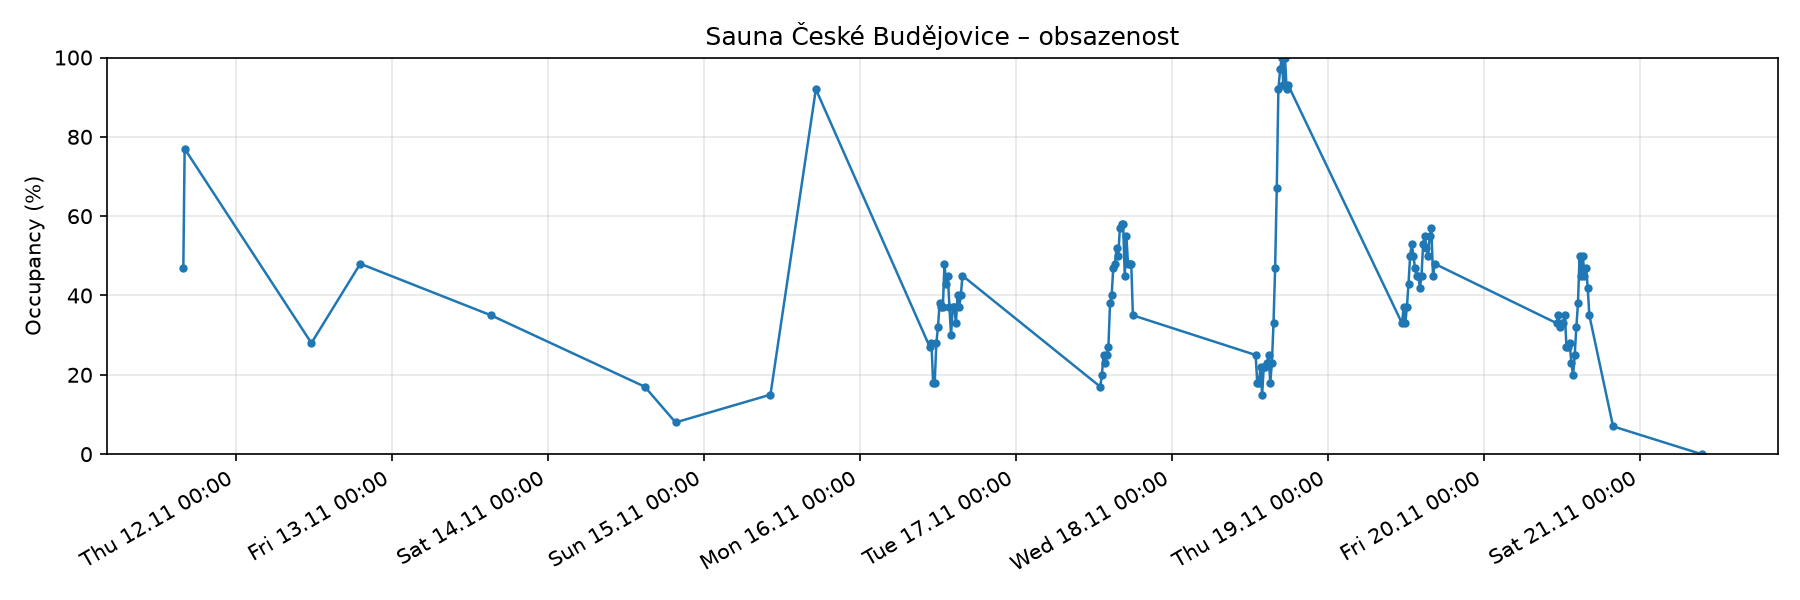 Sauna České Budějovice – obsazenost
Occupancy (%)
100
80
60
40
20
0
Thu 12.11 00:00
Fri 13.11 00:00
Sat 14.11 00:00
Sun 15.11 00:00
Mon 16.11 00:00
Tue 17.11 00:00
Wed 18.11 00:00
Thu 19.11 00:00
Fri 20.11 00:00
Sat 21.11 00:00